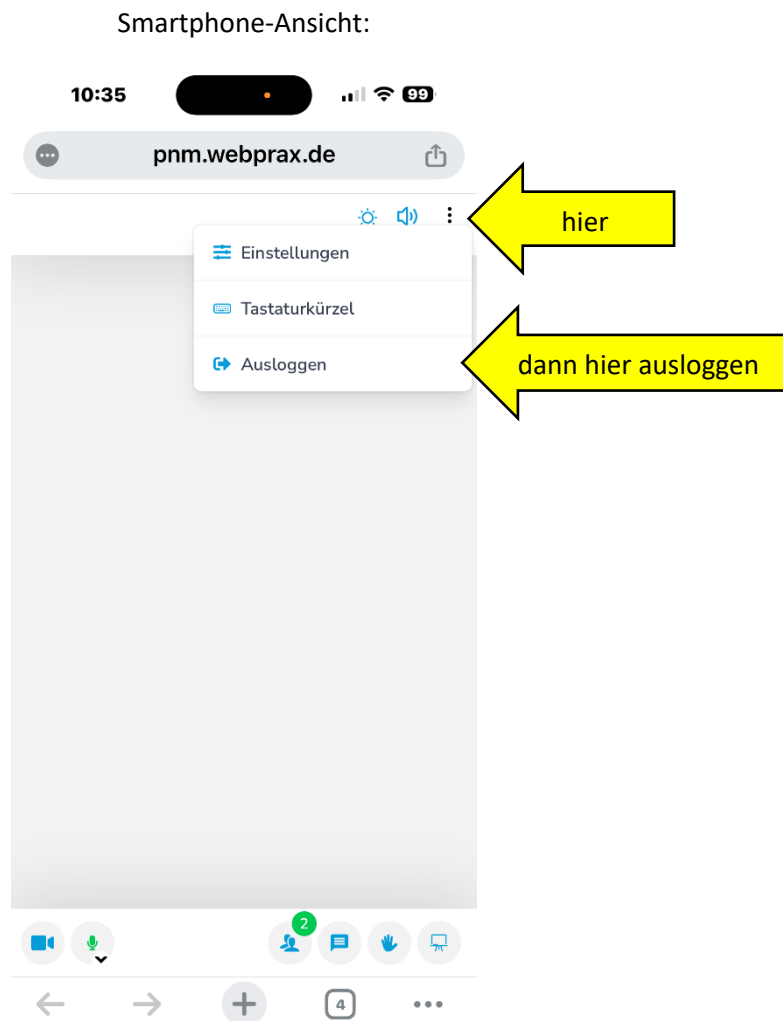 Smartphone-Ansicht:
10:35
99
pnm.webprax.de
hier
Einstellungen
Tastaturkürzel
Ausloggen
dann hier ausloggen
2
4